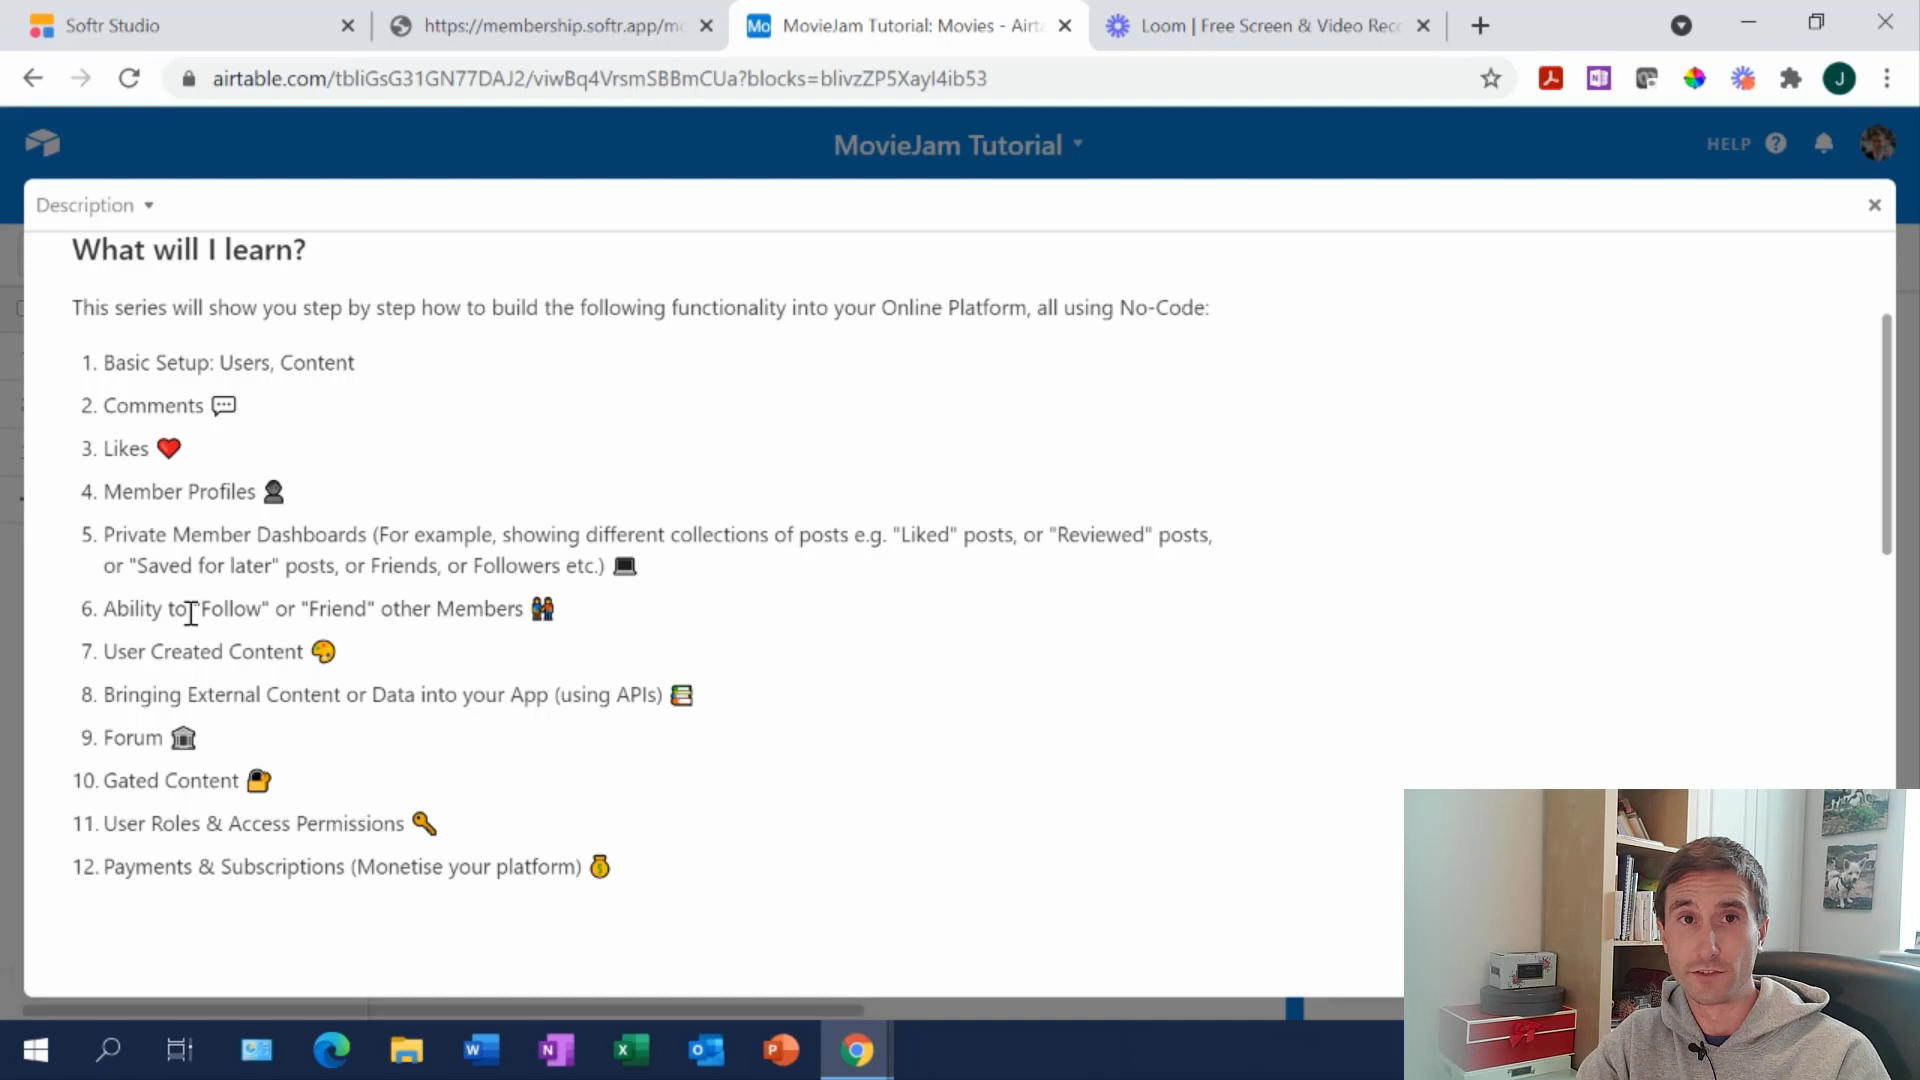 Softr Studio
https://membership.softr.app/mo
Mo
MovieJam Tutorial: Movies - Airta
Loom | Free Screen & Video Rec
airtable.com/tbliGsG31GN77DAJ2/viwBq4VrsmSBBmCUa?blocks=blivzZP5XayI4ib53
J
MovieJam Tutorial
HELP
Description
What will I learn?
This series will show you step by step how to build the following functionality into your Online Platform, all using No-Code:
1. Basic Setup: Users, Content
2. Comments
3. Likes
4. Member Profiles
5. Private Member Dashboards (For example, showing different collections of posts e.g. "Liked" posts, or "Reviewed" posts,
or "Saved for later" posts, or Friends, or Followers etc.)
6. Ability to "Follow" or "Friend" other Members
7. User Created Content
8. Bringing External Content or Data into your App (using APIs)
9. Forum
10. Gated Content
11. User Roles & Access Permissions
12. Payments & Subscriptions (Monetise your platform)